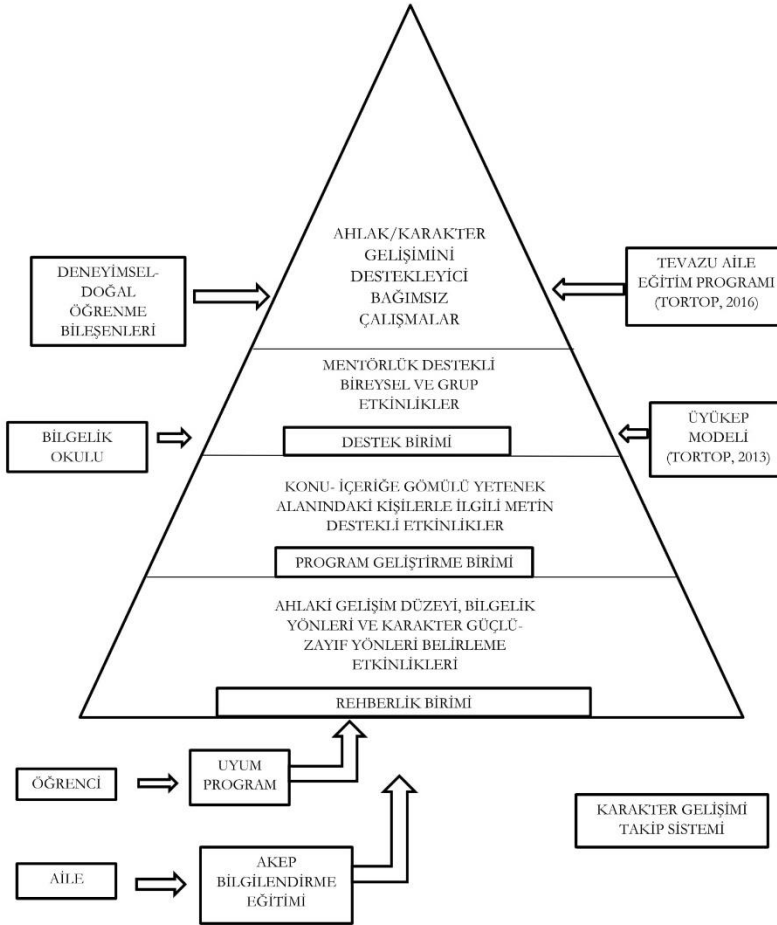 AHLAK/KARAKTER
GELİŞİMİNİ
DESTEKLEYİCİ
BAĞIMSIZ
ÇALIŞMALAR
DENEYİMSEL-
DOĞAL
ÖĞRENME
BİLEŞENLERİ
TEVAZU AİLE
EĞİTİM PROGRAMI
(TORTOP, 2016)
MENTÖRLÜK DESTEKLİ
BİREYSEL VE GRUP
ETKİNLİKLER
DESTEK BİRİMİ
BİLGELİK
OKULU
ÜYÜKEP
MODELİ
(TORTOP, 2013)
KONU- İÇERİĞE GÖMÜLÜ YETENEK
ALANINDAKİ KİŞİLERLE İLGİLİ METİN
DESTEKLİ ETKİNLİKLER
PROGRAM GELİŞTİRME BİRİMİ
AHLAKİ GELİŞİM DÜZEYİ, BİLGELİK
YÖNLERİ VE KARAKTER GÜÇLÜ-
ZAYIF YÖNLERİ BELİRLEME
ETKİNLİKLERİ
REHBERLİK BİRİMİ
ÖĞRENCİ
UYUM
PROGRAM
KARAKTER GELİŞİMİ
TAKİP SİSTEMİ
AİLE
AKEP
BİLGİLENDİRME
EĞİTİMİ